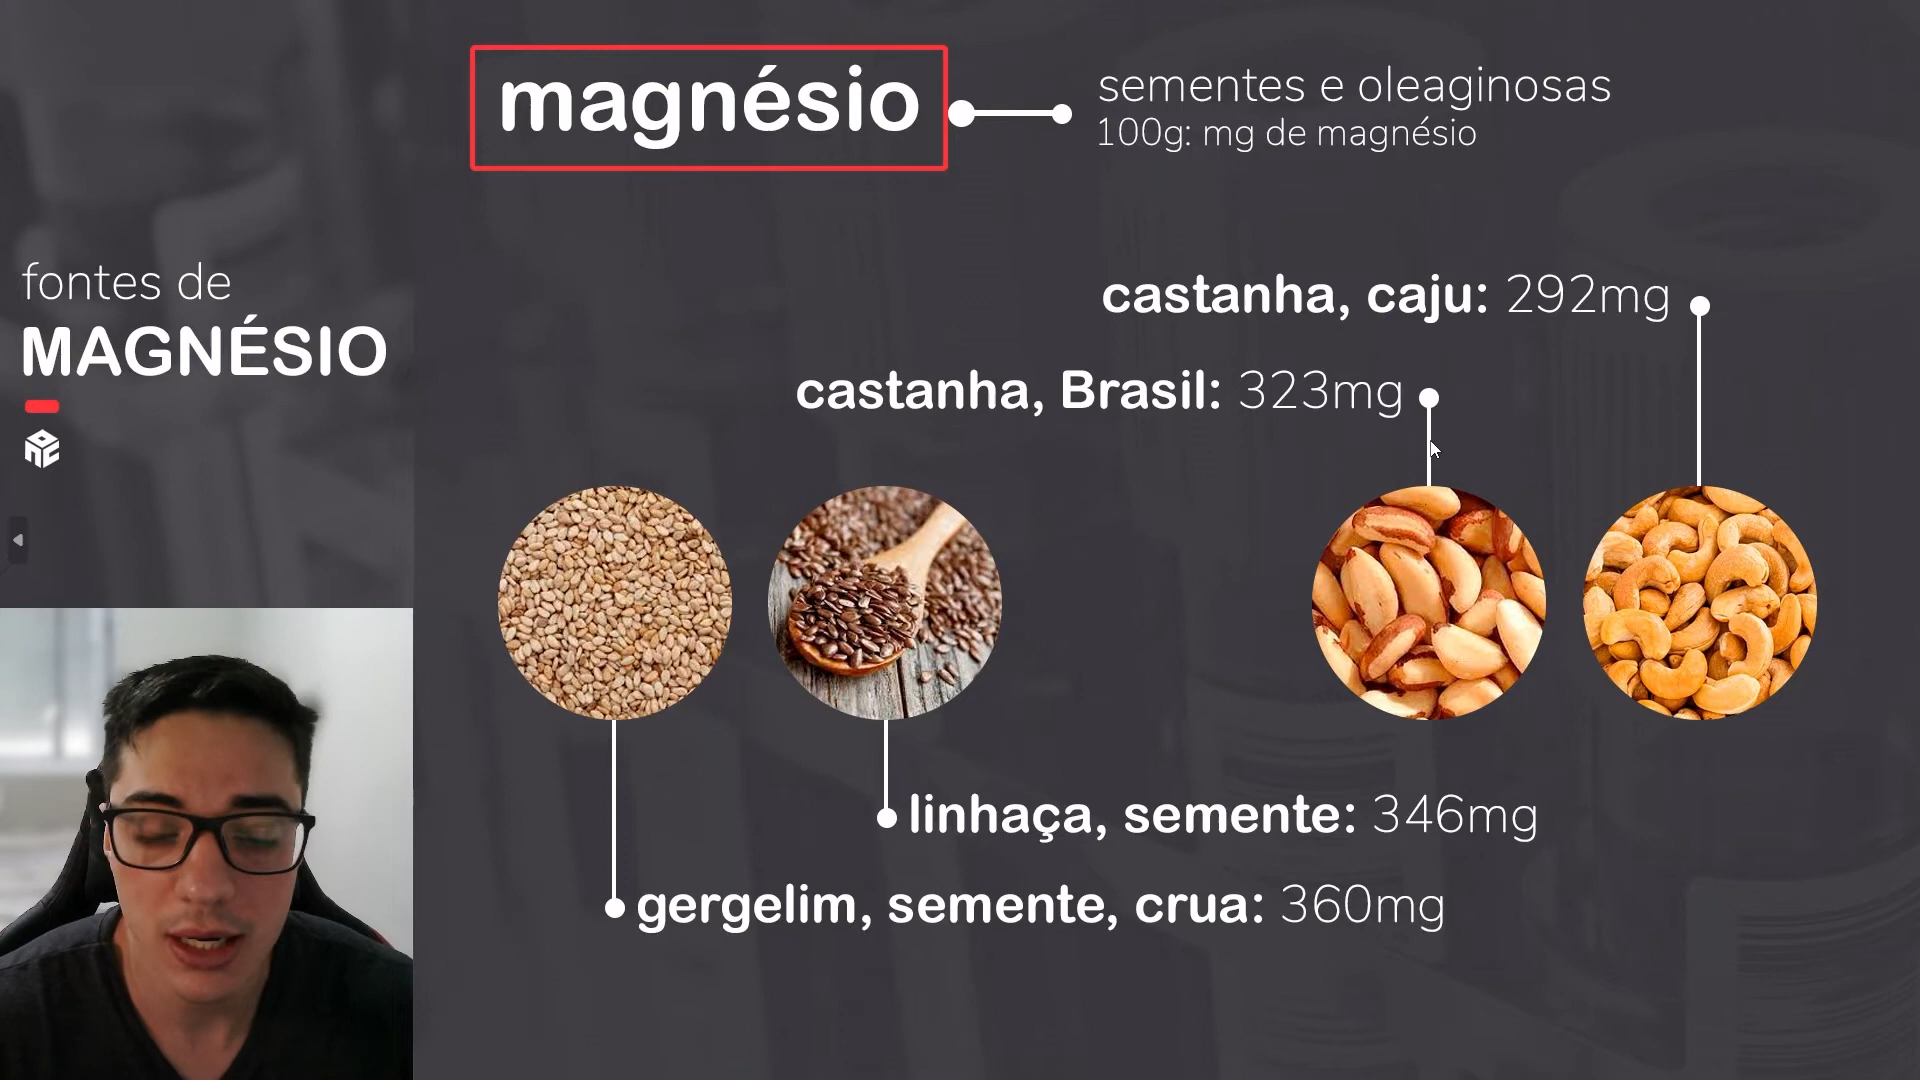 magnésio
sementes e oleaginosas
100g: mg de magnésio
fontes de
MAGNÉSIO
castanha, caju: 292mg
castanha, Brasil: 323mg
linhaça, semente: 346mg
gergelim, semente, crua: 360mg